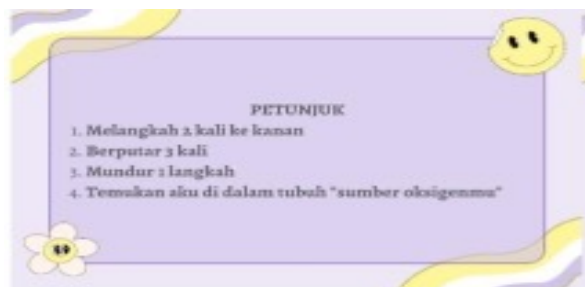 PETUNJUK
1. Melangkah 2 kali ke kanan
2. Berputar 3 kali
3. Mundur 1 langkah
4. Temukan aku di dalam tubuh "sumber oksigenmu"